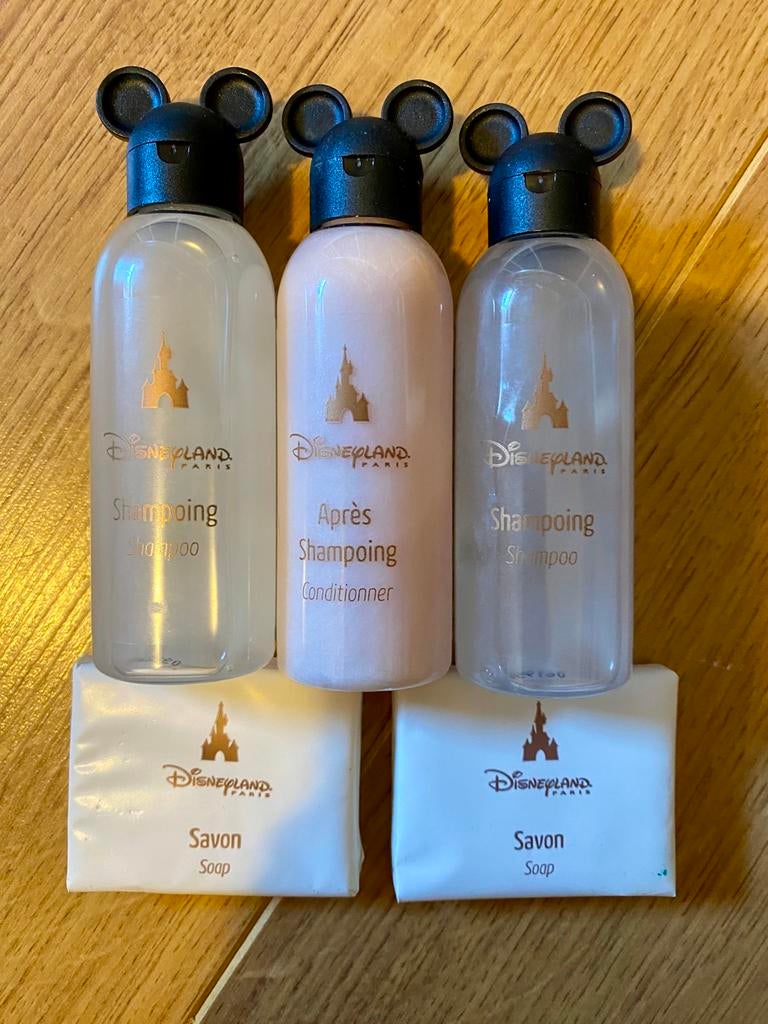 Disneyland
PARIS
Shampoing
Shampoo
Disneyland
PARIS
Après
Shampoing
Conditionner
Disneyland
PARIS
Shampoing
Shampoo
Disneyland
PARIS
Savon
Soap
Disneyland
PARIS
Savon
Soap